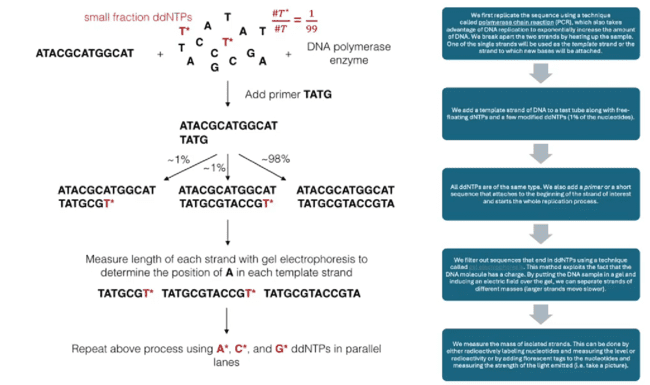 small fraction ddNTPs
#T*
#T
=
1
99
T* A T A T
T C C T* C G
A C G C A
ATACGCATGGCAT
+
+
DNA polymerase
enzyme
Add primer TATG
ATACGCATGGCAT
TATG
~1%
~1%
~98%
ATACGCATGGCAT
TATGCGT*
ATACGCATGGCAT
TATGCGTACCGT*
ATACGCATGGCAT
TATGCGTACCGTA
Measure length of each strand with gel electrophoresis to
determine the position of A in each template strand
TATGCGT* TATGCGTACCGT* TATGCGTACCGTA
Repeat above process using A*, C*, and G* ddNTPs in parallel
lanes
We first replicate the sequence using a technique
called polymerase chain reaction (PCR), which also takes
advantage of DNA replication to exponentially increase the amount
of DNA. We break apart the two strands by heating up the sample.
One of the single strands will be used as the template strand or the
strand to which new bases will be attached.
We add a template strand of DNA to a test tube along with free-
floating dNTPs and a few modified ddNTPs (1% of the nucleotides).
All ddNTPs are of the same type. We also add a primer or a short
sequence that attaches to the beginning of the strand of interest
and starts the whole replication process.
We filter out sequences that end in ddNTPs using a technique
called . This method exploits the fact that the
DNA molecule has a charge. By putting the DNA sample in a gel and
inducing an electric field over the gel, we can separate strands of
different masses (larger strands move slower).
We measure the mass of isolated strands. This can be done by
either radioactively labeling nucleotides and measuring the level of
radioactivity or by adding florescent tags to the nucleotides and
measuring the strength of the light emitted (i.e. take a picture).